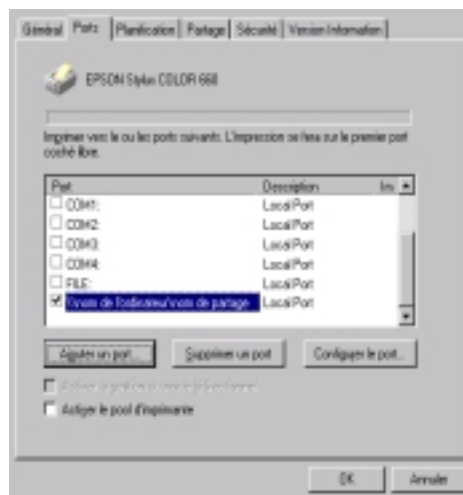 Général Ports Planification Partage Sécurité Version Information
EPSON Stylus COLOR 660
Imprimer vers le ou les ports suivants. L'impression se fera sur le premier port
coché libre.
Port Description Im
COM1: Local Port
COM2: Local Port
COM3: Local Port
COM4: Local Port
FILE: Local Port
\\nom de l'ordinateur\nom de partage Local Port
Ajouter un port... Supprimer un port Configurer le port...
Activer le pool d'imprimante
OK Annuler